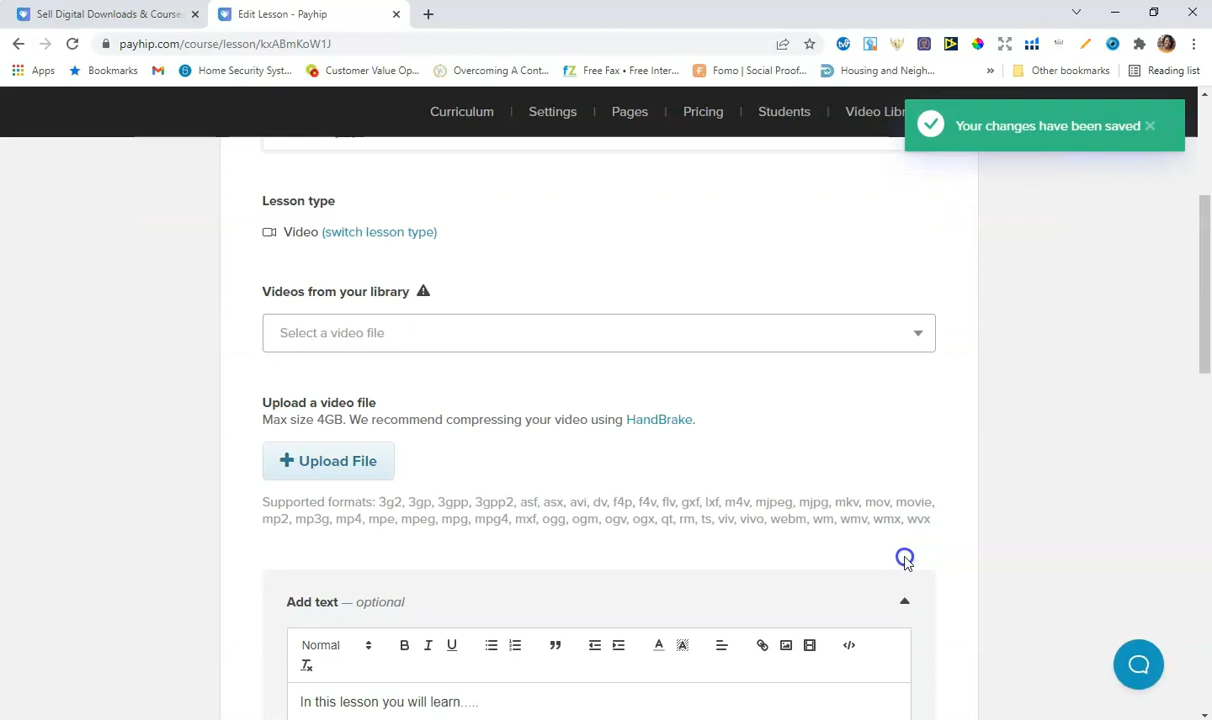 Sell Digital Downloads & Course
Edit Lesson - Payhip
payhip.com/course/lesson/kxABmKoW1J
Apps
Bookmarks
Home Security Syst...
Customer Value Op...
Overcoming A Cont...
Free Fax • Free Inter...
Fomo | Social Proof...
Housing and Neigh...
»
Other bookmarks
Reading list
Curriculum | Settings | Pages | Pricing | Students | Video Libr
Your changes have been saved ×
Lesson type
Video (switch lesson type)
Videos from your library
Select a video file
Upload a video file
Max size 4GB. We recommend compressing your video using HandBrake.
+ Upload File
Supported formats: 3g2, 3gp, 3gpp, 3gpp2, asf, asx, avi, dv, f4p, f4v, flv, gxf, lxf, m4v, mjpeg, mjpg, mkv, mov, movie,
mp2, mp3g, mp4, mpe, mpeg, mpg, mpg4, mxf, ogg, ogm, ogv, ogx, qt, rm, ts, viv, vivo, webm, wm, wmv, wmx, wvx
Add text — optional
Normal B I U A A
In this lesson you will learn.....